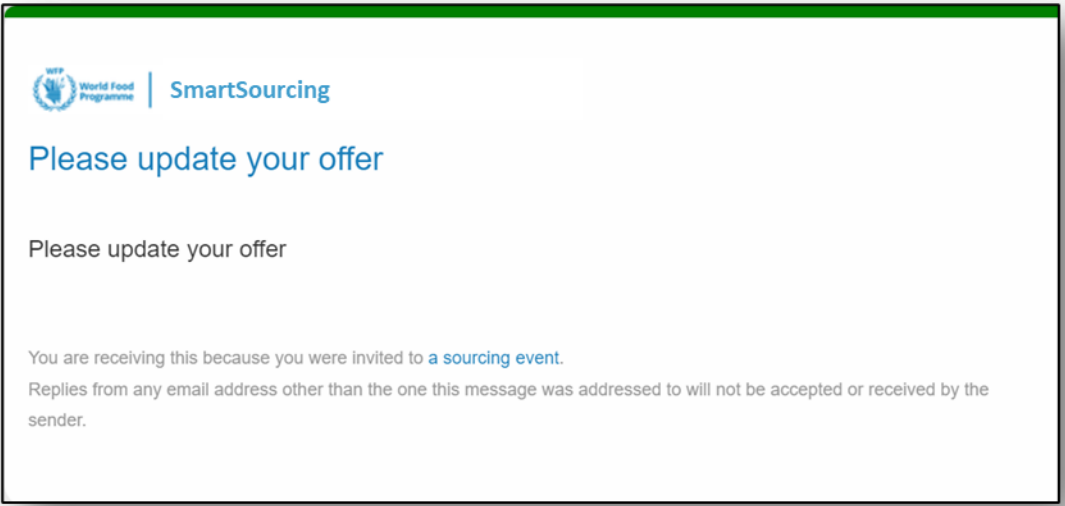 WFP
World Food
Programme
SmartSourcing
Please update your offer
Please update your offer
You are receiving this because you were invited to a sourcing event.
Replies from any email address other than the one this message was addressed to will not be accepted or received by the
sender.